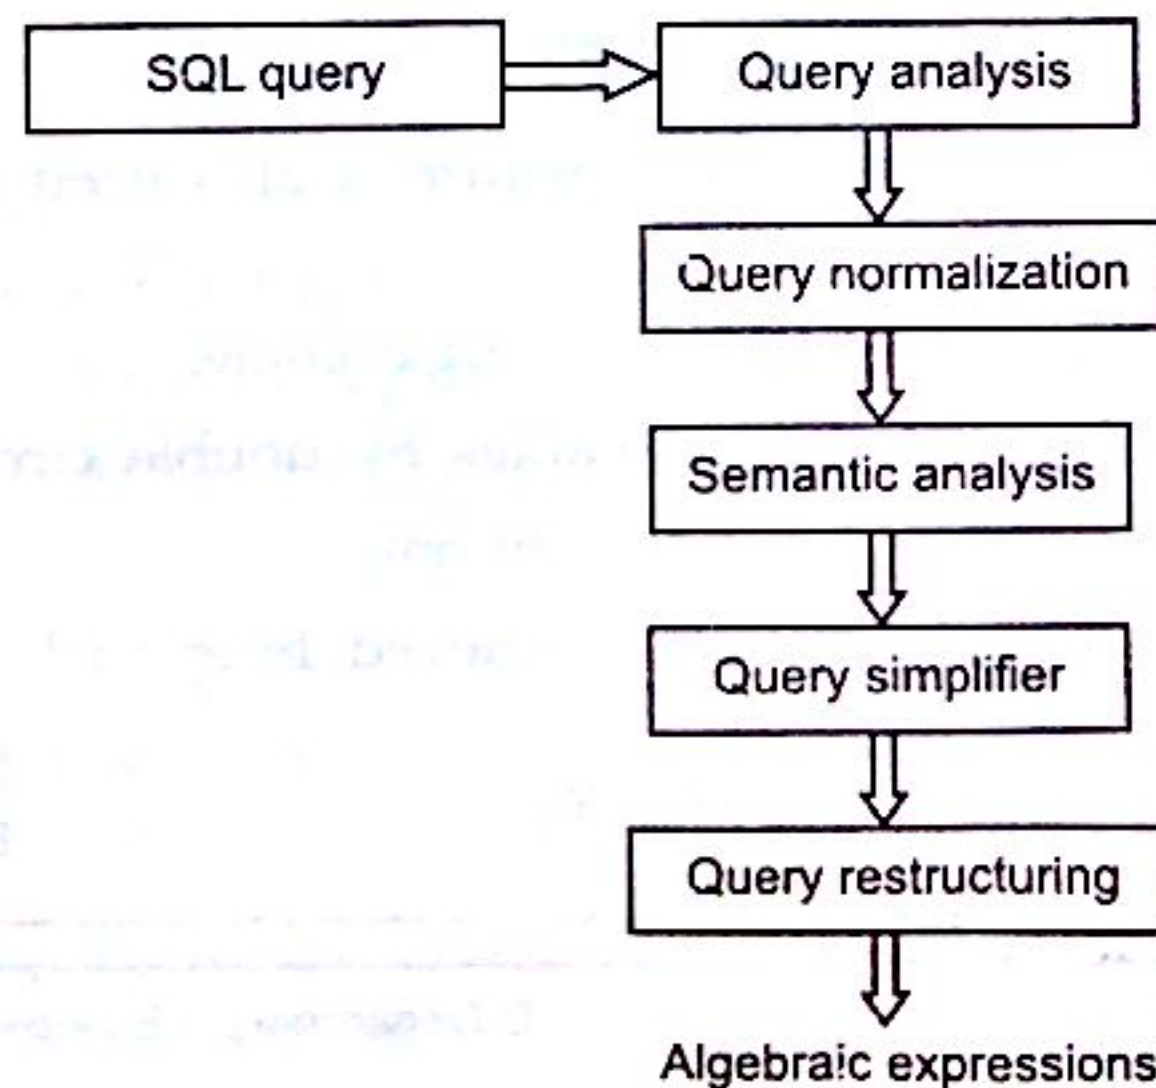 SQL query
Query analysis
Query normalization
Semantic analysis
Query simplifier
Query restructuring
Algebraic expressions